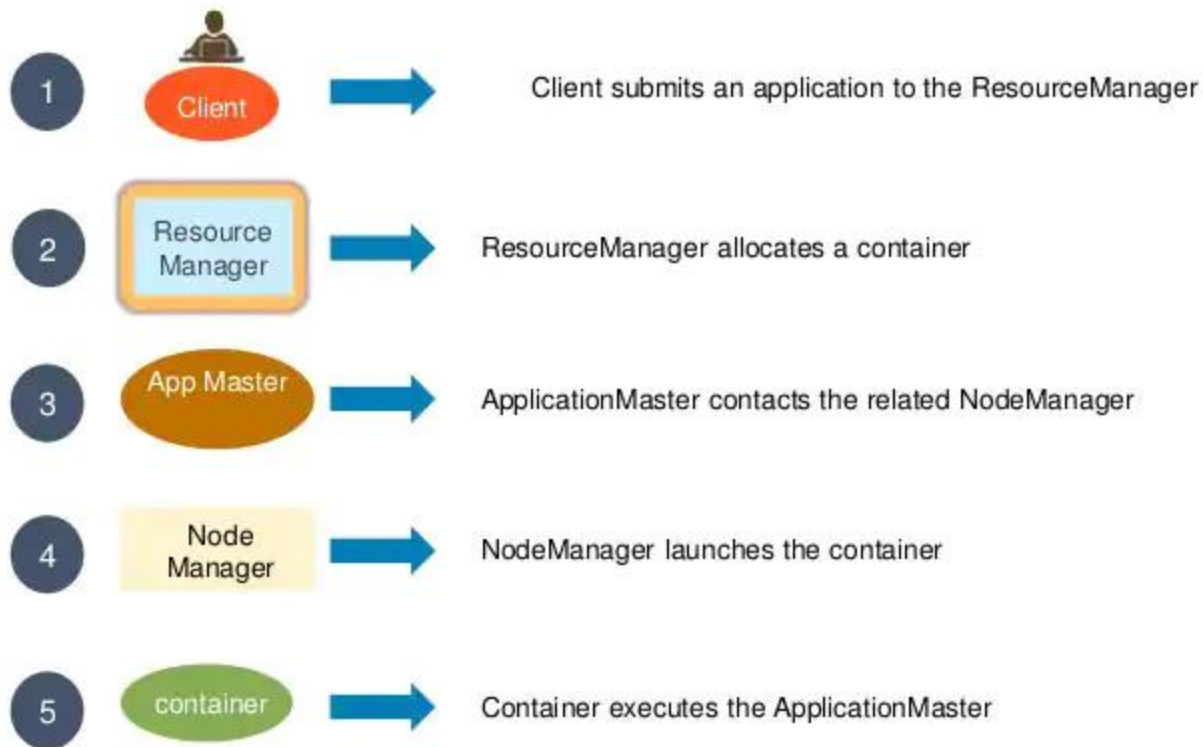 1
Client
Client submits an application to the ResourceManager
2
Resource
Manager
ResourceManager allocates a container
3
App Master
ApplicationMaster contacts the related NodeManager
4
Node
Manager
NodeManager launches the container
5
container
Container executes the ApplicationMaster